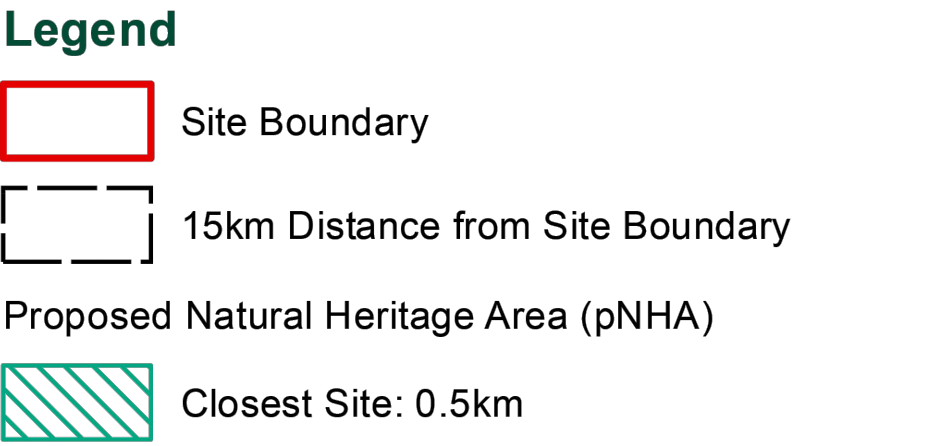 Legend
Site Boundary
15km Distance from Site Boundary
Proposed Natural Heritage Area (pNHA)
Closest Site: 0.5km